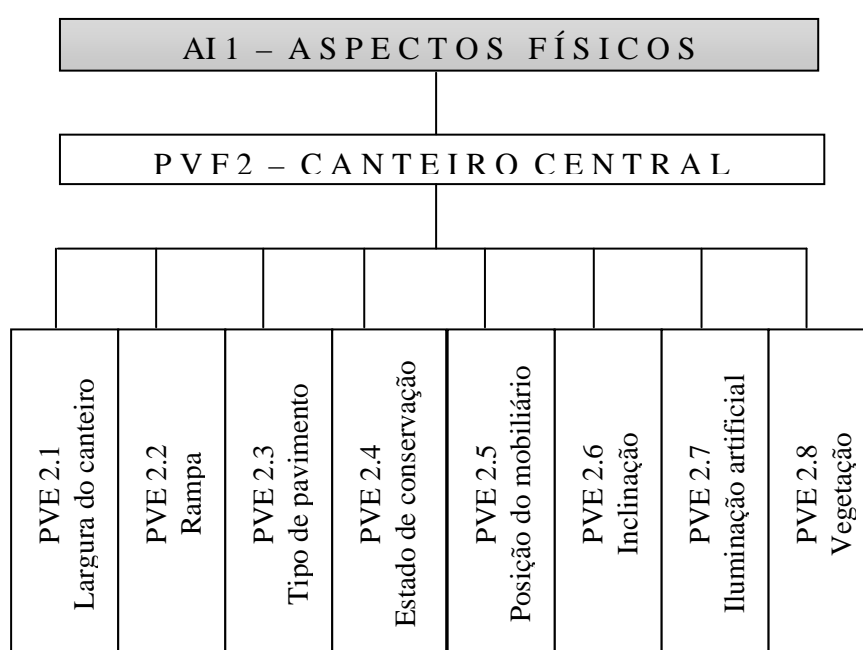 AI 1 – ASPECTOS FÍSICOS
PVF2 – CANTEIRO CENTRAL
PVE 2.1
Largura do canteiro
PVE 2.2
Rampa
PVE 2.3
Tipo de pavimento
PVE 2.4
Estado de conservação
PVE 2.5
Posição do mobiliário
PVE 2.6
Inclinação
PVE 2.7
Iluminação artificial
PVE 2.8
Vegetação